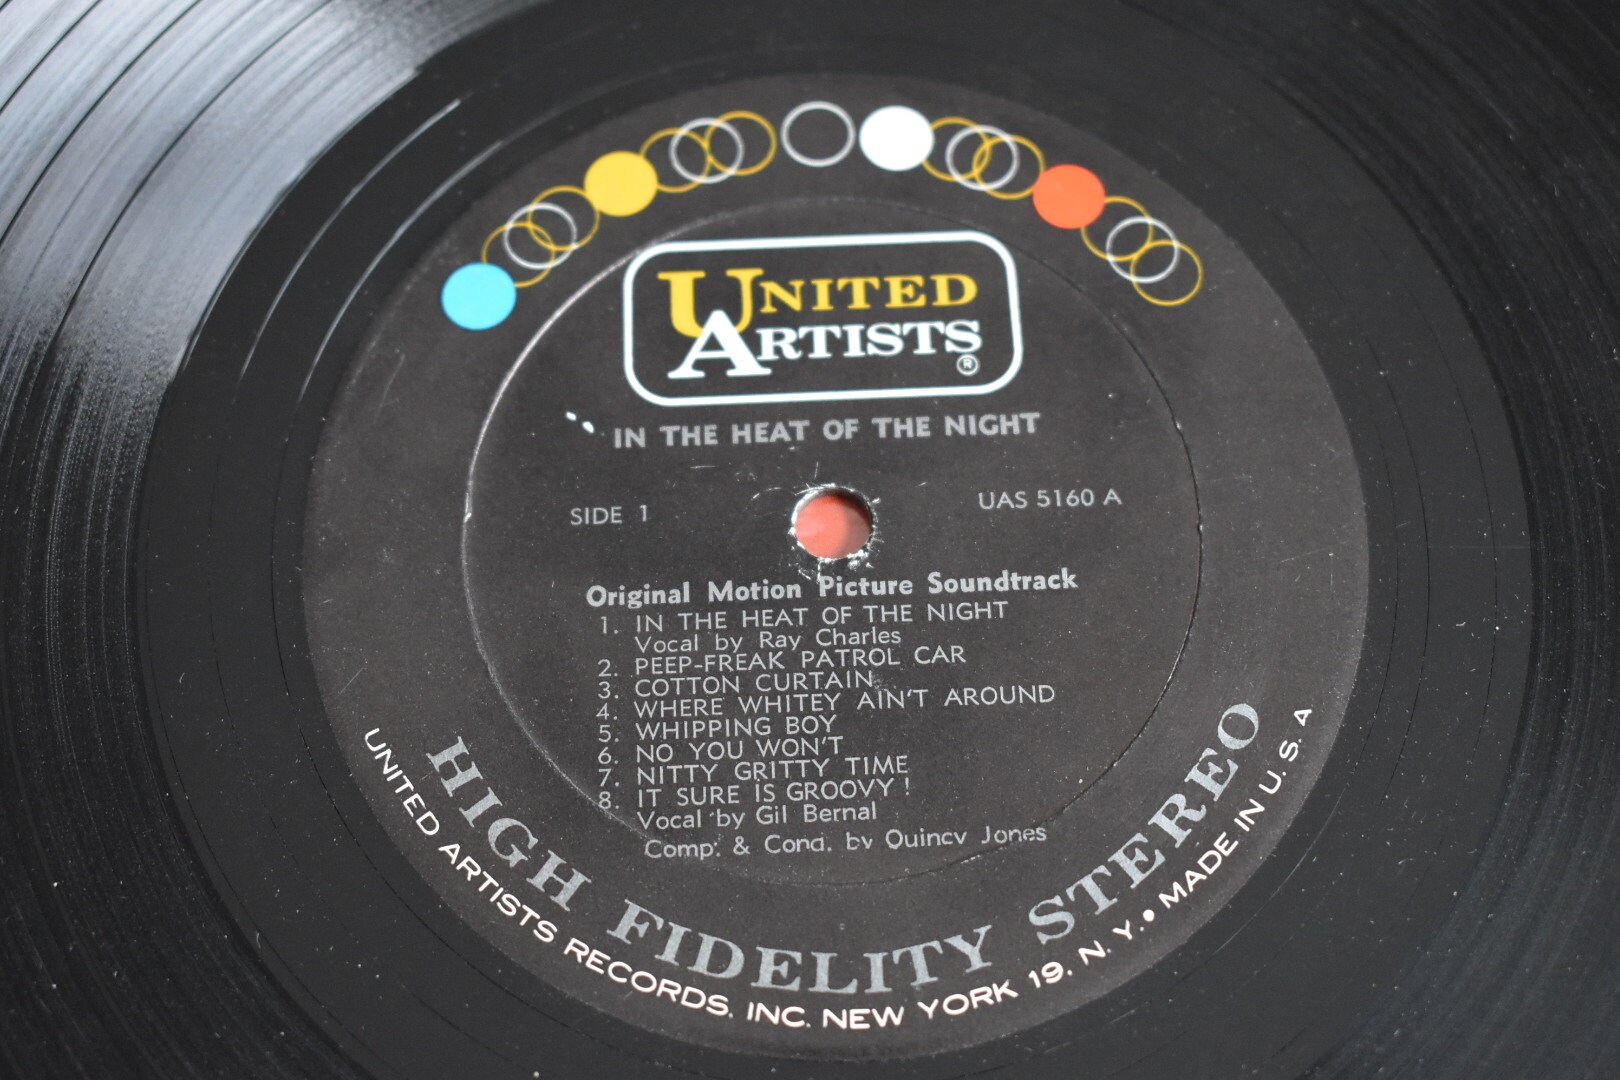 UNITED
ARTISTS
®
IN THE HEAT OF THE NIGHT
SIDE 1
UAS 5160 A
Original Motion Picture Soundtrack
1. IN THE HEAT OF THE NIGHT
Vocal by Ray Charles
2. PEEP-FREAK PATROL CAR
3. COTTON CURTAIN
4. WHERE WHITEY AIN'T AROUND
5. WHIPPING BOY
6. NO YOU WON'T
7. NITTY GRITTY TIME
8. IT SURE IS GROOVY!
Vocal by Gil Bernal
Comp. & Cond. by Quincy Jones
HIGH FIDELITY STEREO
UNITED ARTISTS RECORDS, INC. NEW YORK 19, N. Y. • MADE IN U. S. A